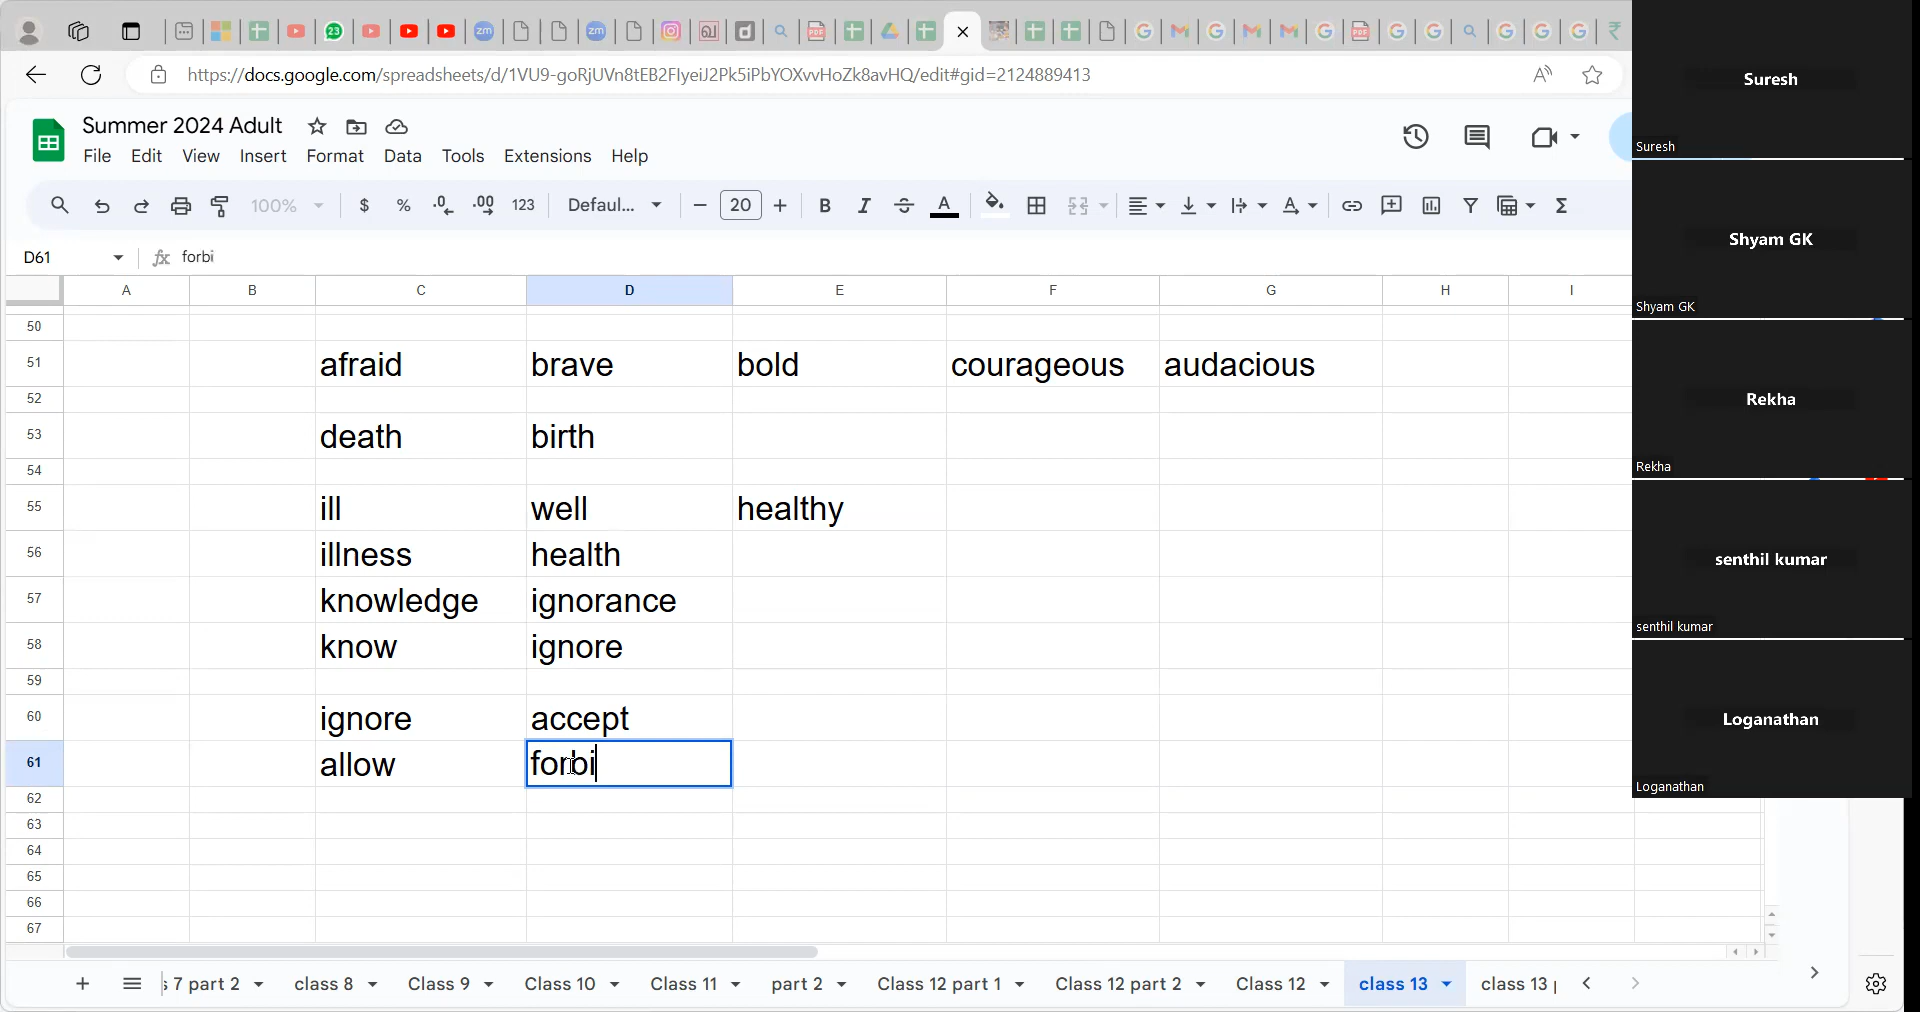 23
https://docs.google.com/spreadsheets/d/1VU9-goRjUVn8tEB2FIyeiJ2Pk5iPbYOXvvHoZk8avHQ/edit#gid=2124889413
Summer 2024 Adult
File Edit View Insert Format Data Tools Extensions Help
100% $ % .0 .00 123 Defaul... − 20 + B I A
D61 fx forbi
A B C D E F G H I
50
51 afraid brave bold courageous audacious
52
53 death birth
54
55 ill well healthy
56 illness health
57 knowledge ignorance
58 know ignore
59
60 ignore accept
61 allow forbi
62
63
64
65
66
67
7 part 2 class 8 Class 9 Class 10 Class 11 part 2 Class 12 part 1 Class 12 part 2 Class 12 class 13 class 13
Suresh
Suresh
Shyam GK
Shyam GK
Rekha
Rekha
senthil kumar
senthil kumar
Loganathan
Loganathan